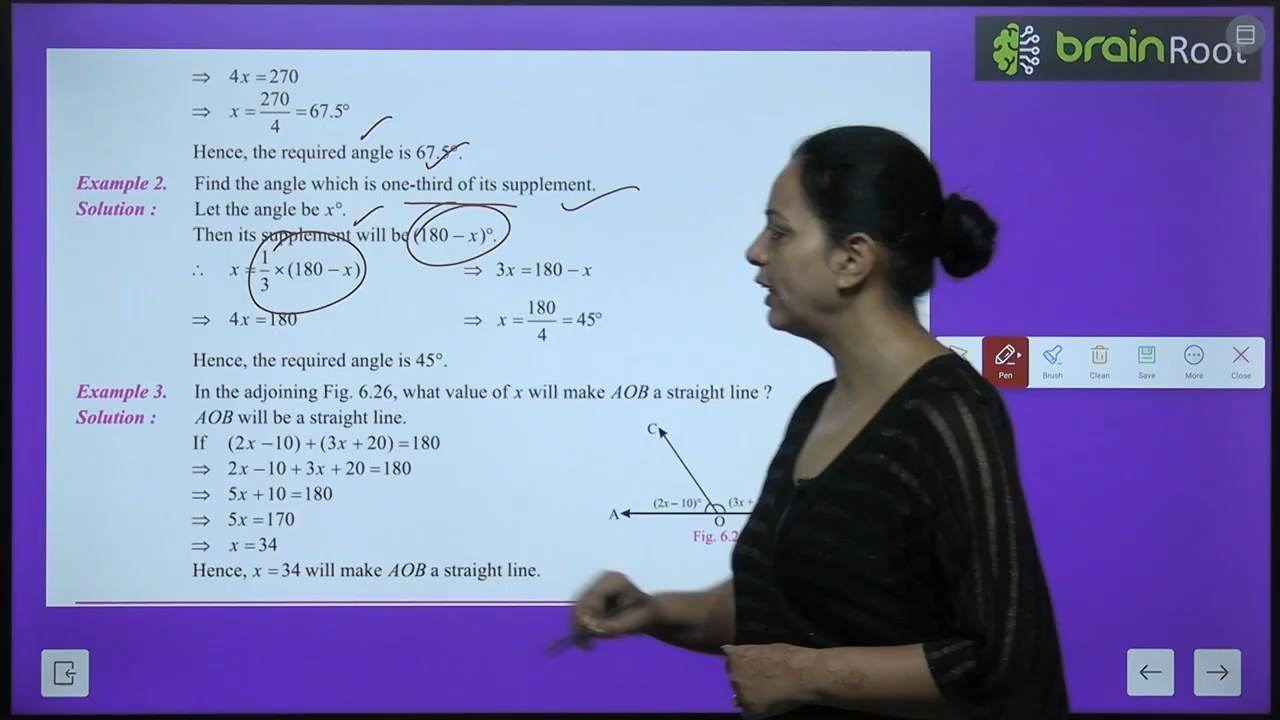 brainRoot
⇒ 4x = 270
⇒ x = 270/4 = 67.5°
Hence, the required angle is 67.5°.
Example 2. Find the angle which is one-third of its supplement.
Solution : Let the angle be x°.
Then its supplement will be (180 – x)°.
∴ x = 1/3 × (180 – x) ⇒ 3x = 180 – x
⇒ 4x = 180 ⇒ x = 180/4 = 45°
Hence, the required angle is 45°.
Pen Brush Clean Save More Close
Example 3. In the adjoining Fig. 6.26, what value of x will make AOB a straight line ?
Solution : AOB will be a straight line.
If (2x – 10) + (3x + 20) = 180
⇒ 2x – 10 + 3x + 20 = 180
⇒ 5x + 10 = 180
⇒ 5x = 170
⇒ x = 34
Hence, x = 34 will make AOB a straight line.
C
(2x – 10)° (3x +
A O
Fig. 6.2